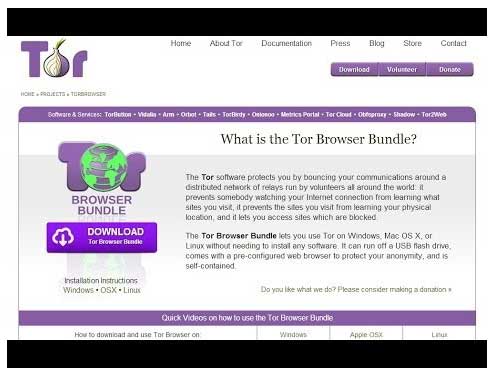 Tor
Home About Tor Documentation Press Blog Store Contact
Download Volunteer Donate
HOME » PROJECTS » TORBROWSER
Software & Services: TorButton • Vidalia • Arm • Orbot • Tails • TorBirdy • Onionoo • Metrics Portal • Tor Cloud • Obfsproxy • Shadow • Tor2Web
What is the Tor Browser Bundle?
Tor
BROWSER
BUNDLE
DOWNLOAD
Tor Browser Bundle
Installation Instructions
Windows • OSX • Linux
The Tor software protects you by bouncing your communications around a
distributed network of relays run by volunteers all around the world: it
prevents somebody watching your Internet connection from learning what
sites you visit, it prevents the sites you visit from learning your physical
location, and it lets you access sites which are blocked.
The Tor Browser Bundle lets you use Tor on Windows, Mac OS X, or
Linux without needing to install any software. It can run off a USB flash drive,
comes with a pre-configured web browser to protect your anonymity, and is
self-contained.
Do you like what we do? Please consider making a donation »
Quick Videos on how to use the Tor Browser Bundle
How to download and use Tor Browser on: Windows Apple OSX Linux